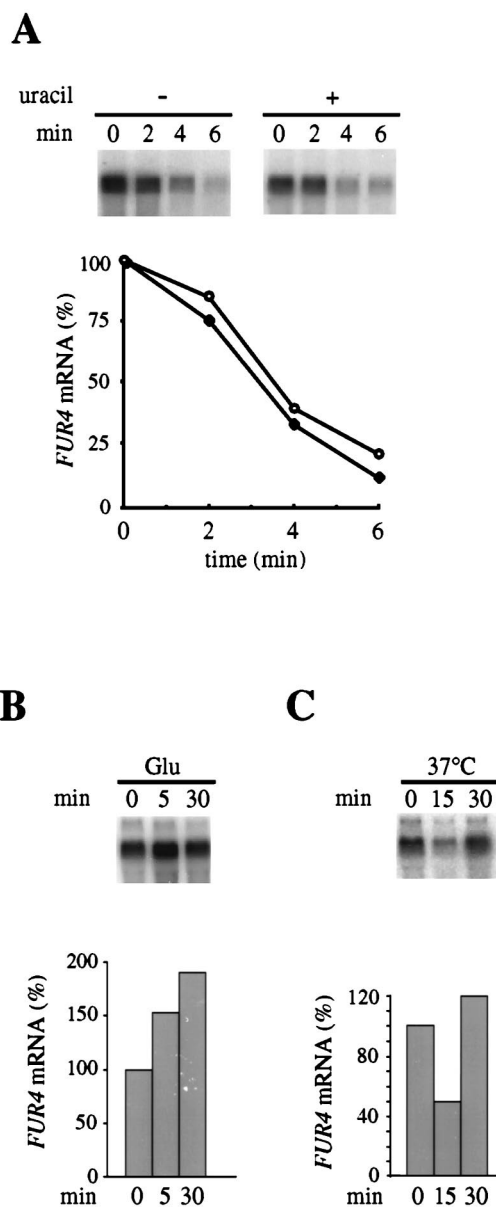 A
uracil - +
min 0 2 4 6 0 2 4 6
100
75
50
25
0
FUR4 mRNA (%)
0 2 4 6
time (min)
B
Glu
min 0 5 30
200
150
100
50
0
FUR4 mRNA (%)
min 0 5 30
C
37°C
min 0 15 30
120
80
40
0
FUR4 mRNA (%)
min 0 15 30